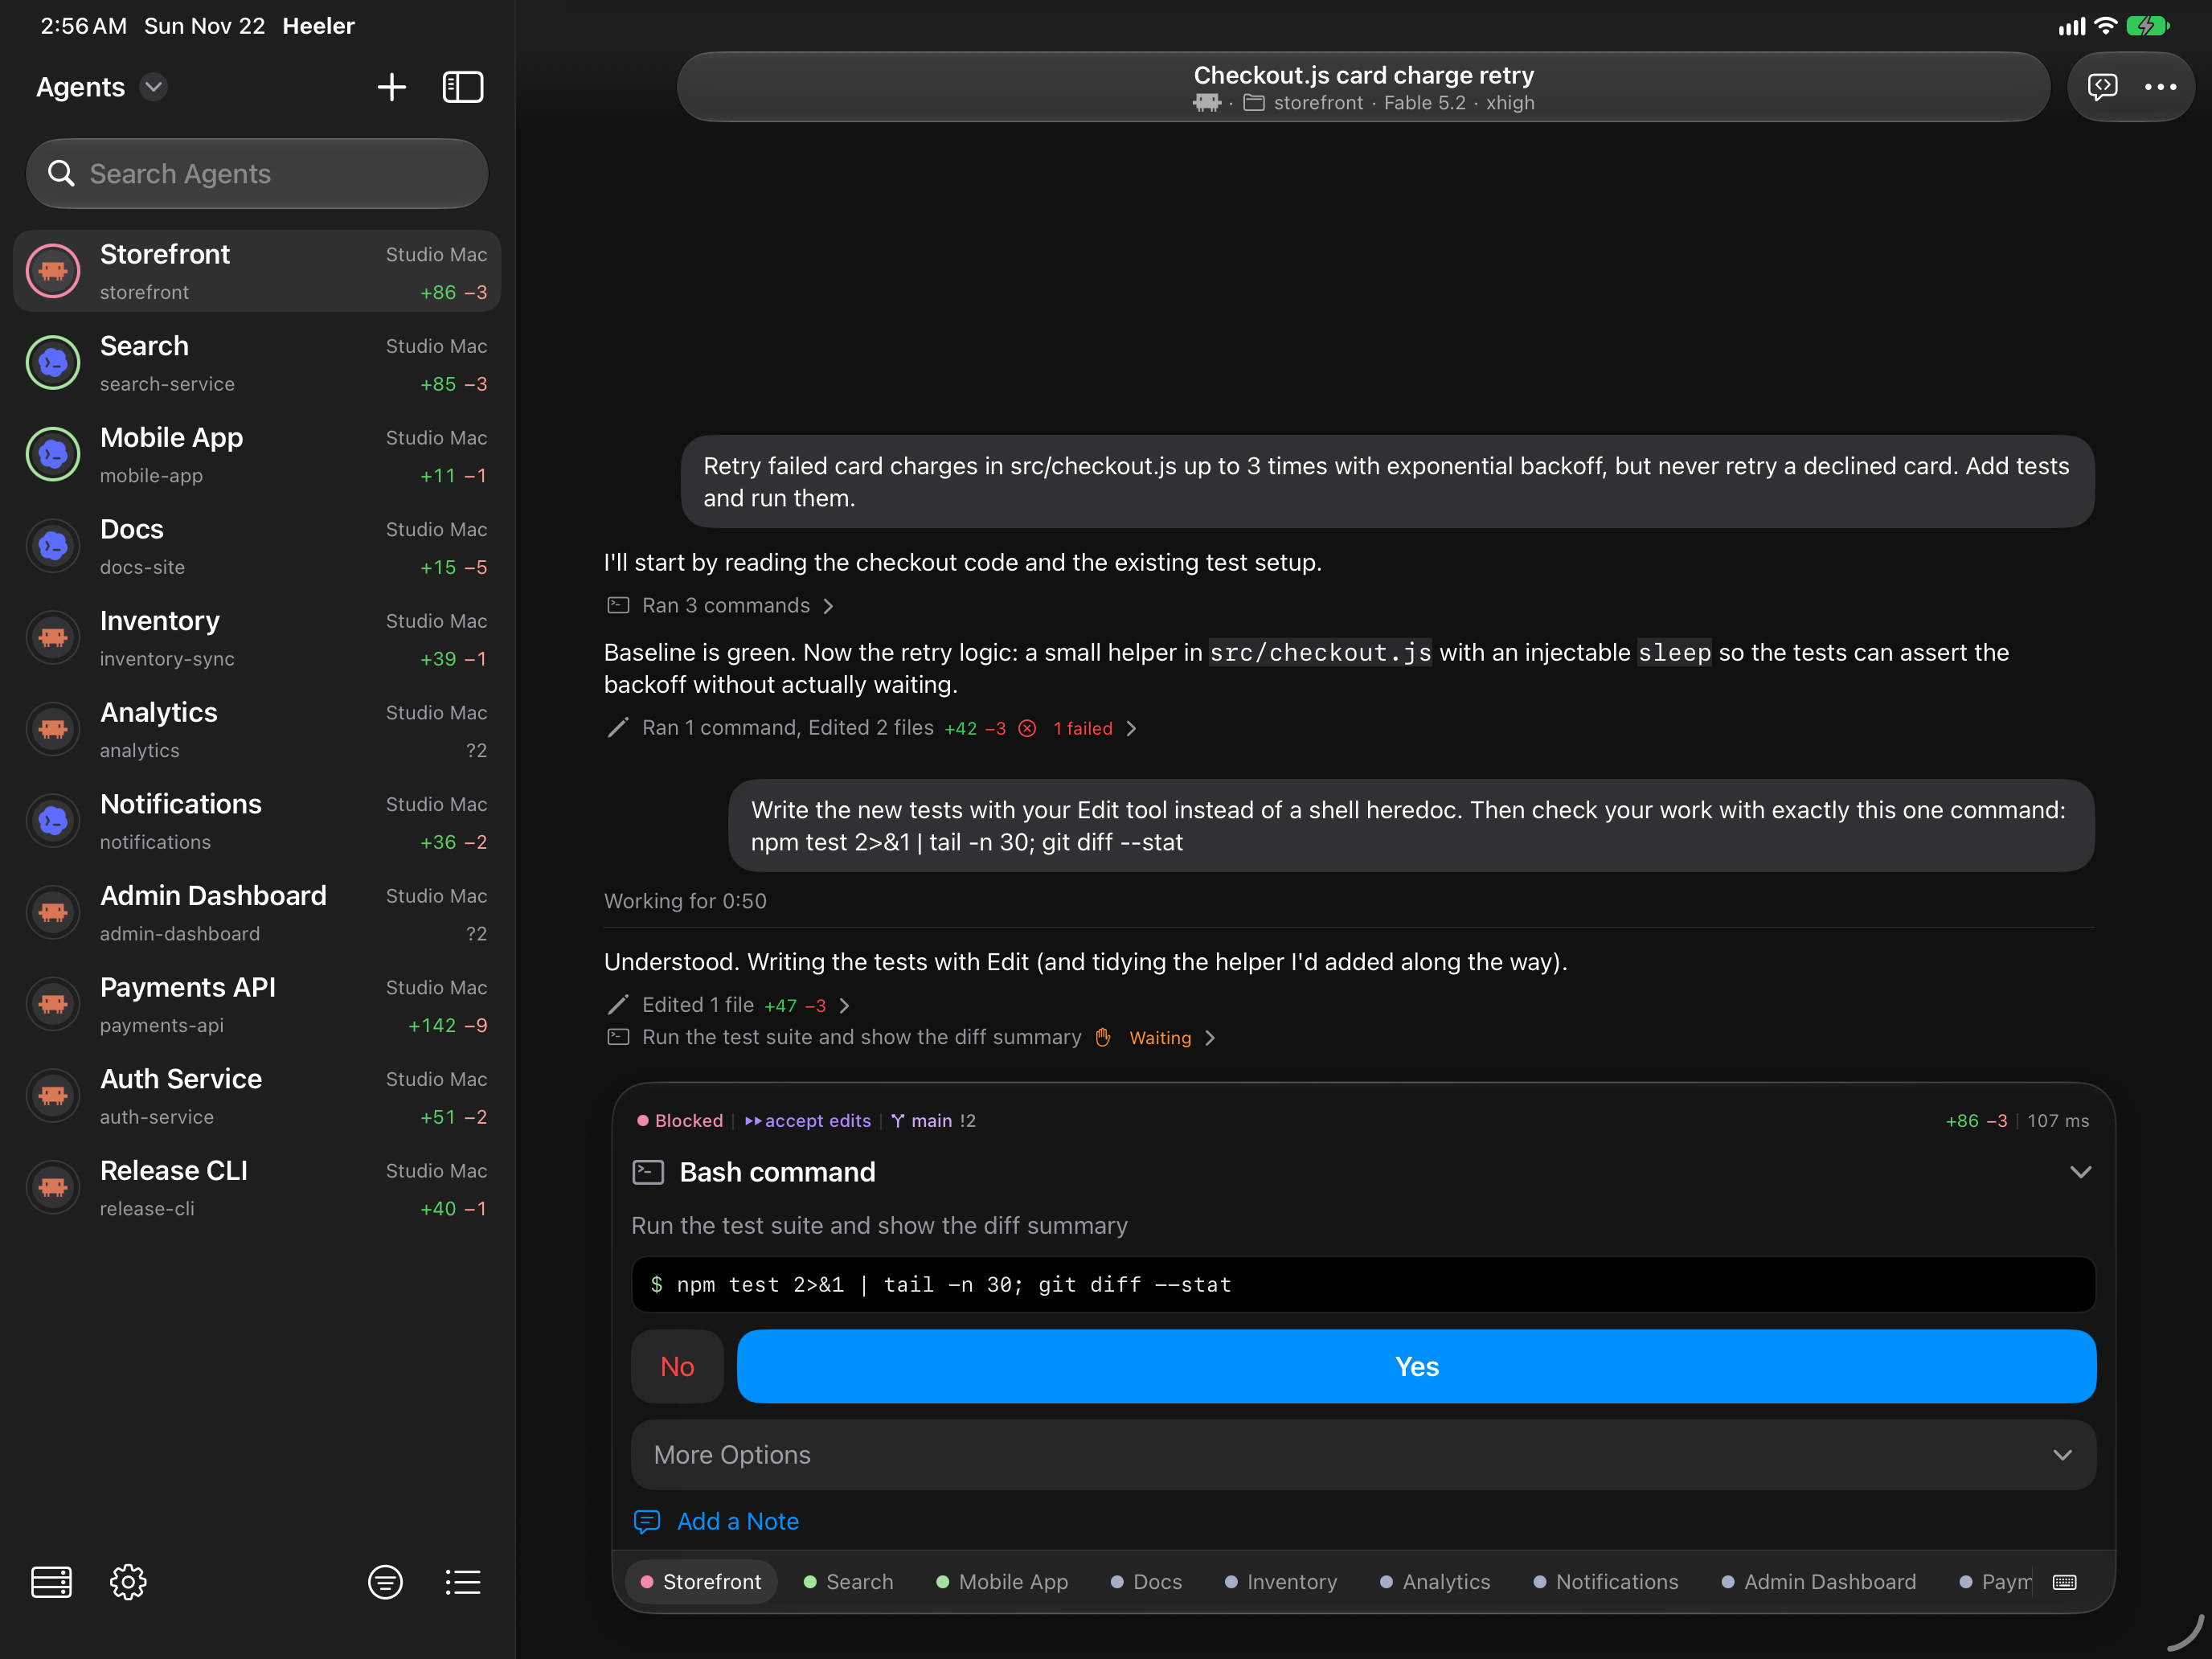 2:56 AM Sun Nov 22 Heeler
Agents
Search Agents
Storefront Studio Mac
storefront +86 −3
Search Studio Mac
search-service +85 −3
Mobile App Studio Mac
mobile-app +11 −1
Docs Studio Mac
docs-site +15 −5
Inventory Studio Mac
inventory-sync +39 −1
Analytics Studio Mac
analytics ?2
Notifications Studio Mac
notifications +36 −2
Admin Dashboard Studio Mac
admin-dashboard ?2
Payments API Studio Mac
payments-api +142 −9
Auth Service Studio Mac
auth-service +51 −2
Release CLI Studio Mac
release-cli +40 −1
Checkout.js card charge retry
· storefront · Fable 5.2 · xhigh
Retry failed card charges in src/checkout.js up to 3 times with exponential backoff, but never retry a declined card. Add tests
and run them.
I'll start by reading the checkout code and the existing test setup.
Ran 3 commands
Baseline is green. Now the retry logic: a small helper in src/checkout.js with an injectable sleep so the tests can assert the
backoff without actually waiting.
Ran 1 command, Edited 2 files +42 −3 1 failed
Write the new tests with your Edit tool instead of a shell heredoc. Then check your work with exactly this one command:
npm test 2>&1 | tail -n 30; git diff --stat
Working for 0:50
Understood. Writing the tests with Edit (and tidying the helper I'd added along the way).
Edited 1 file +47 −3
Run the test suite and show the diff summary Waiting
Blocked accept edits main !2 +86 −3 107 ms
Bash command
Run the test suite and show the diff summary
$ npm test 2>&1 | tail -n 30; git diff --stat
No Yes
More Options
Add a Note
Storefront Search Mobile App Docs Inventory Analytics Notifications Admin Dashboard Paym